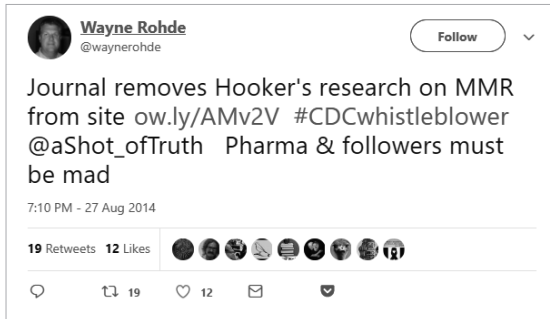 Wayne Rohde
@waynerohde
Follow
Journal removes Hooker's research on MMR
from site ow.ly/AMv2V #CDCwhistleblower
@aShot_ofTruth Pharma & followers must
be mad
7:10 PM - 27 Aug 2014
19 Retweets 12 Likes
19 12